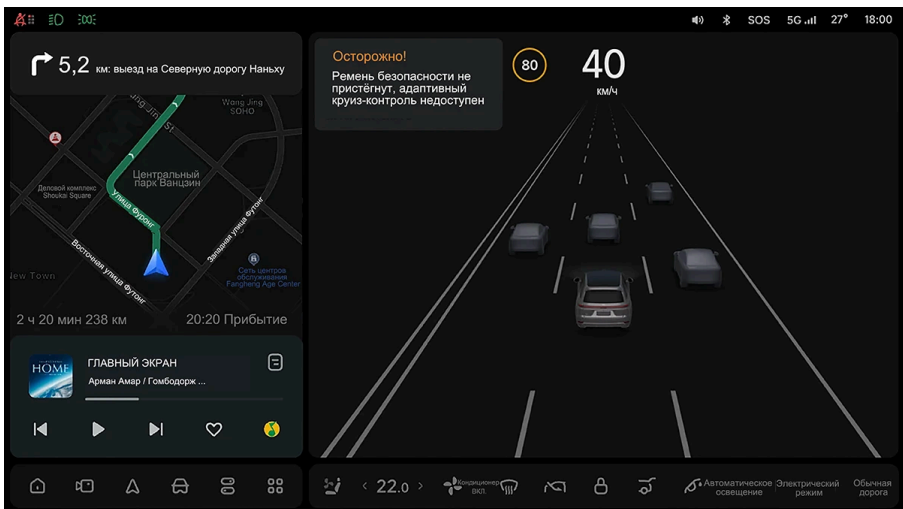 SOS
5G
27°
18:00
5,2 км: выезд на Северную дорогу Наньху
Wang Jing
SOHO
Jing St.
Центральный
парк Ванцзин
Деловой комплекс
Shoukai Square
Улица Фуронг
Западная улица Футонг
Восточная улица Футонг
New Town
Сеть центров
обслуживания
Fangheng Age Center
2 ч 20 мин 238 км
20:20 Прибытие
HOME
ГЛАВНЫЙ ЭКРАН
Арман Амар / Гомбодорж ...
Осторожно!
Ремень безопасности не
пристёгнут, адаптивный
круиз-контроль недоступен
80
40
км/ч
< 22.0 >
Кондиционер
ВКЛ.
Автоматическое
освещение
Электрический
режим
Обычная
дорога